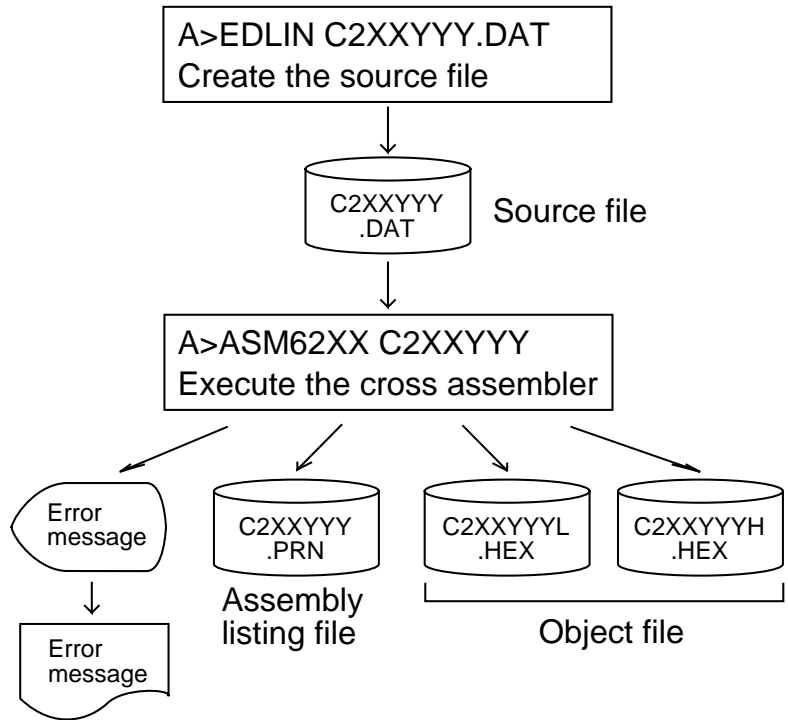 A>EDLIN C2XXYYY.DAT
Create the source file
C2XXYYY
.DAT
Source file
A>ASM62XX C2XXYYY
Execute the cross assembler
Error
message
C2XXYYY
.PRN
C2XXYYYL
.HEX
C2XXYYYH
.HEX
Assembly
listing file
Object file
Error
message